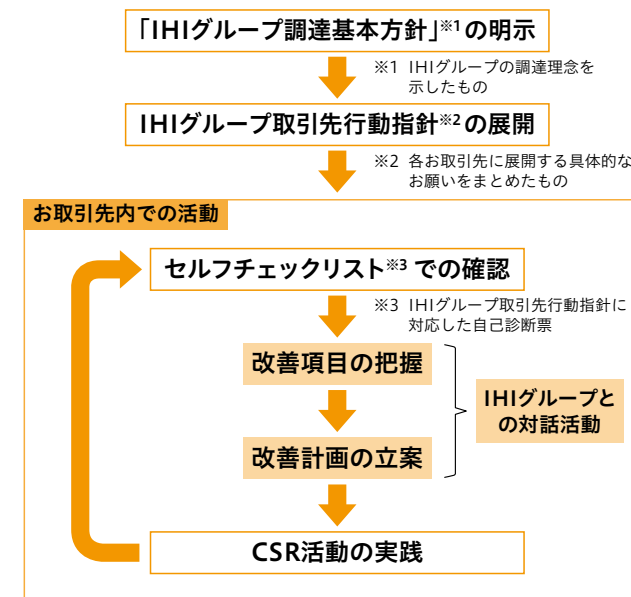 「IHIグループ調達基本方針」※1の明示
※1 IHIグループの調達理念を
示したもの
IHIグループ取引先行動指針※2の展開
※2 各お取引先に展開する具体的な
お願いをまとめたもの
お取引先内での活動
セルフチェックリスト※3 での確認
※3 IHIグループ取引先行動指針に
対応した自己診断票
改善項目の把握
IHIグループと
の対話活動
改善計画の立案
CSR活動の実践